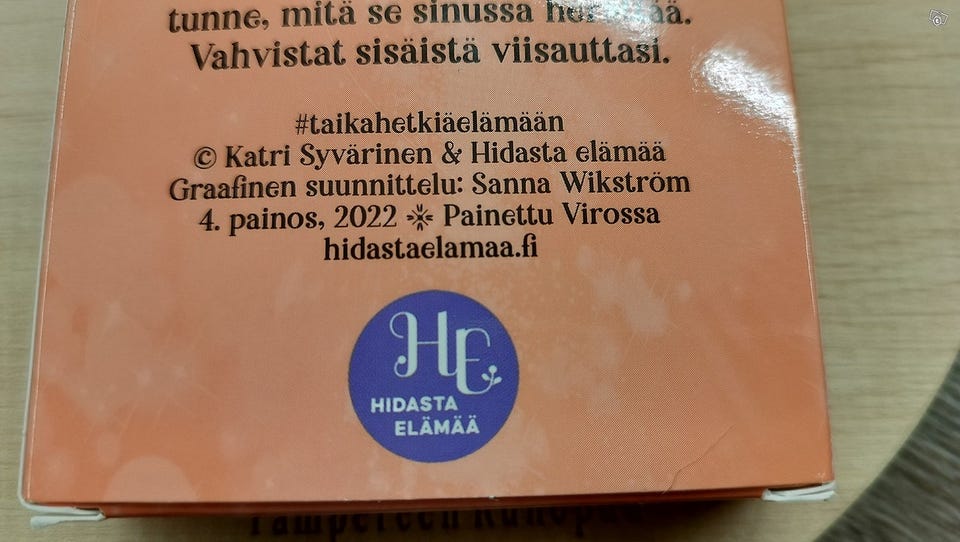 tunne, mitä se sinussa
Vahvistat sisäistä viisauttasi.
#taikahetkiäelämään
© Katri Syvärinen & Hidasta elämää
Graafinen suunnittelu: Sanna Wikström
4. painos, 2022 ※ Painettu Virossa
hidastaelamaa.fi
HE
HIDASTA
ELÄMÄÄ